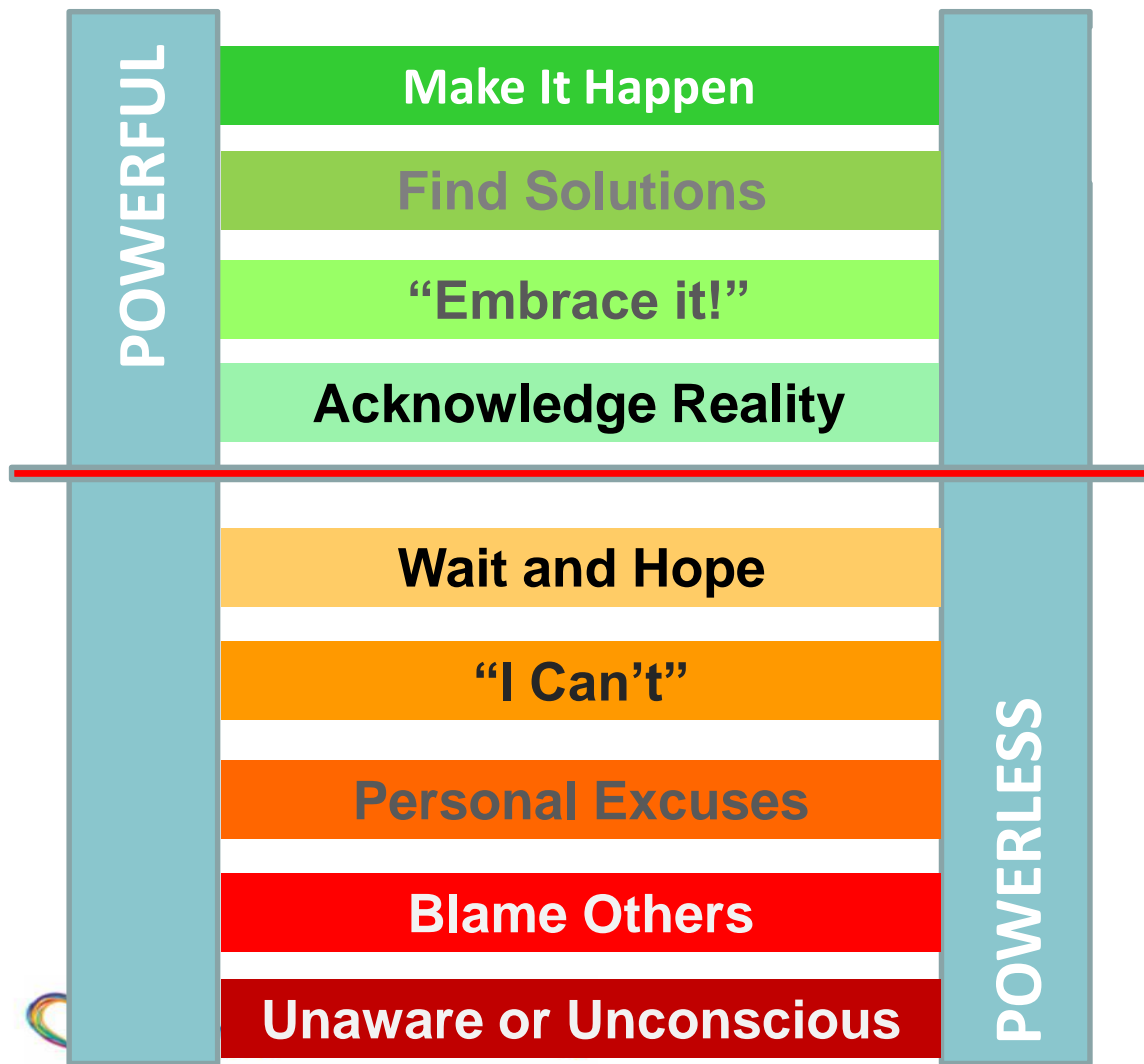 POWERFUL
Make It Happen
Find Solutions
“Embrace it!”
Acknowledge Reality
Wait and Hope
“I Can’t”
Personal Excuses
Blame Others
Unaware or Unconscious
POWERLESS